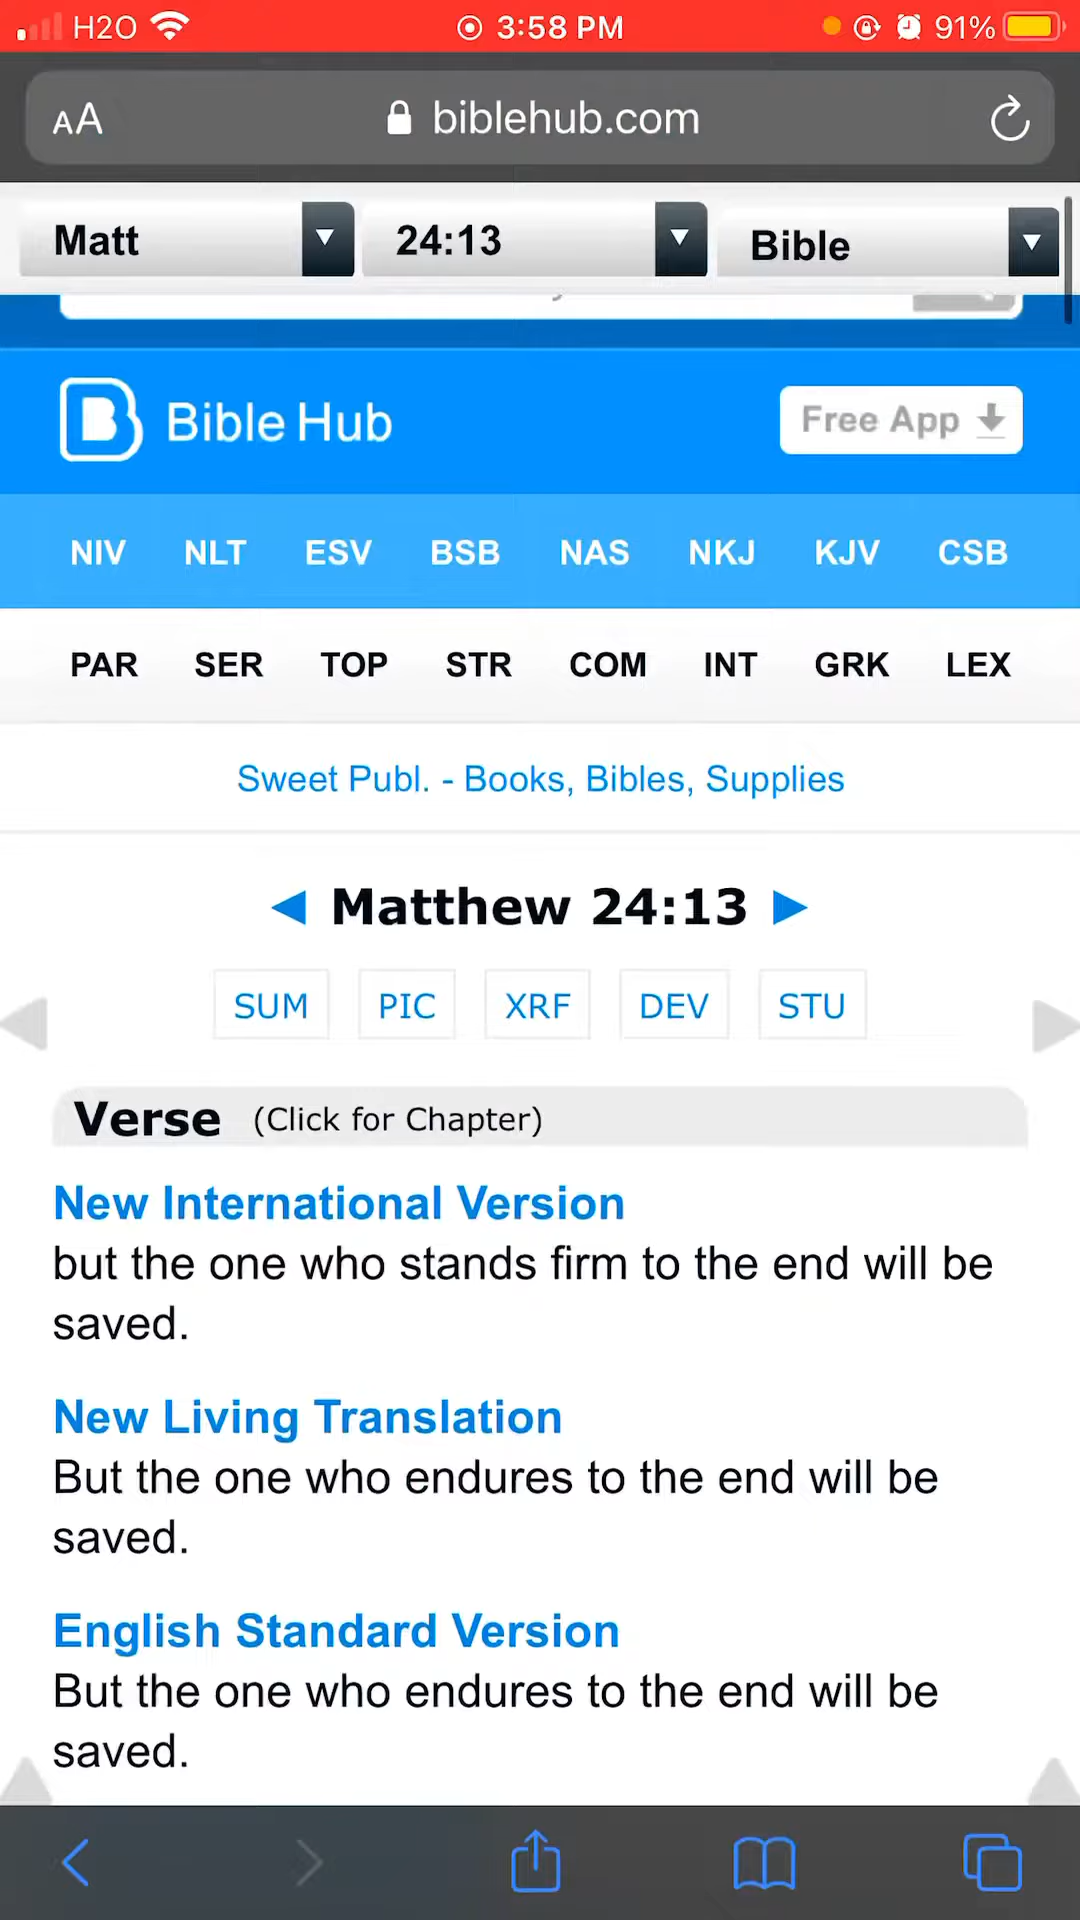 H2O 3:58 PM 91%
AA biblehub.com
Matt 24:13 Bible
Bible Hub Free App
NIV NLT ESV BSB NAS NKJ KJV CSB
PAR SER TOP STR COM INT GRK LEX
Sweet Publ. - Books, Bibles, Supplies
Matthew 24:13
SUM PIC XRF DEV STU
Verse (Click for Chapter)
New International Version
but the one who stands firm to the end will be
saved.
New Living Translation
But the one who endures to the end will be
saved.
English Standard Version
But the one who endures to the end will be
saved.